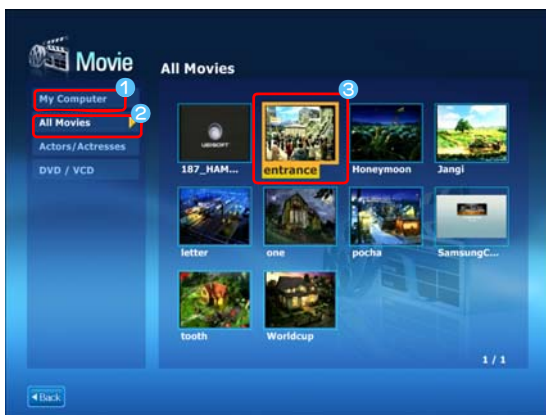 Movie
All Movies
1
My Computer
2
All Movies
Actors/Actresses
DVD / VCD
3
UBISOFT
187_HAM...
entrance
Honeymoon
Jangi
letter
one
pocha
SamsungC...
tooth
Worldcup
1 / 1
Back